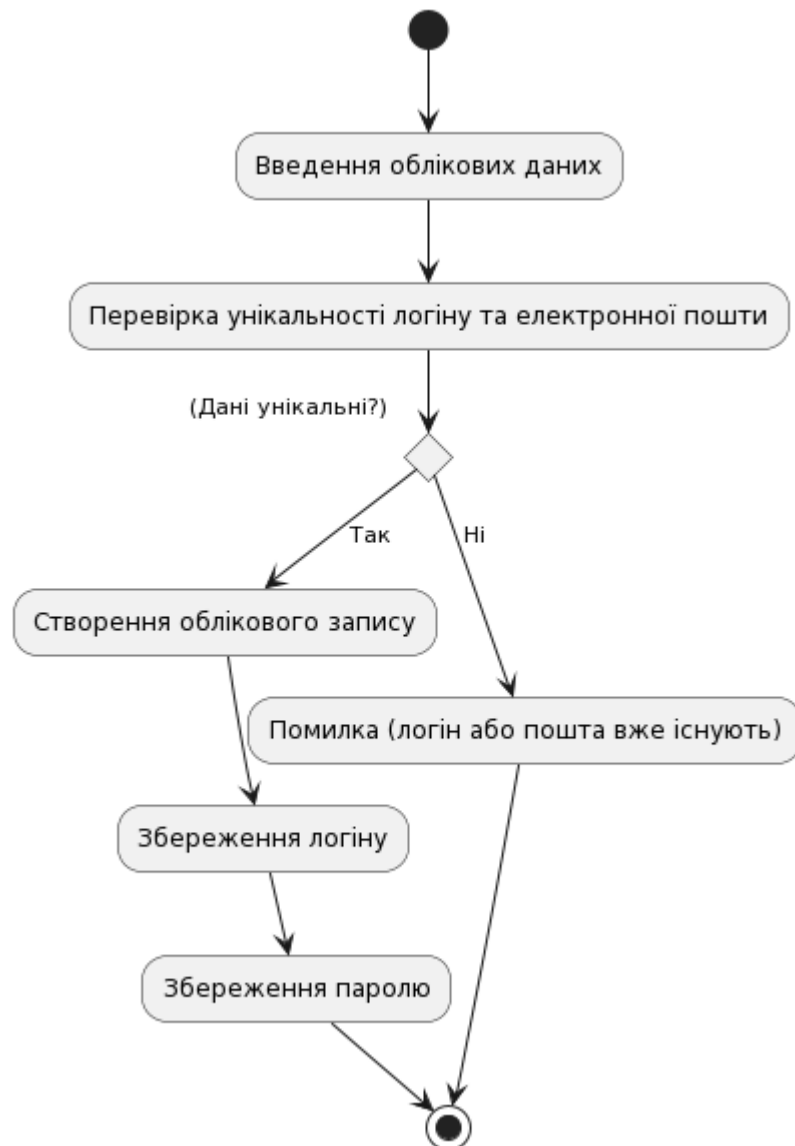 Введення облікових даних
Перевірка унікальності логіну та електронної пошти
(Дані унікальні?)
Так
Ні
Створення облікового запису
Помилка (логін або пошта вже існують)
Збереження логіну
Збереження паролю